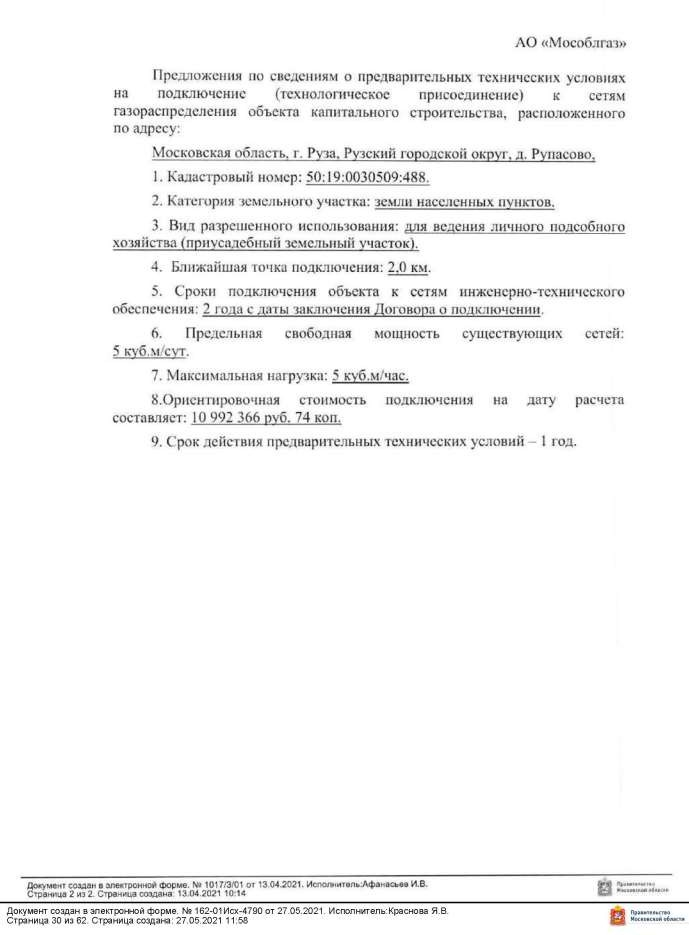 АО «Мособлгаз»
Предложения по сведениям о предварительных технических условиях
на подключение (технологическое присоединение) к сетям
газораспределения объекта капитального строительства, расположенного
по адресу:
Московская область, г. Руза, Рузский городской округ, д. Рупасово,
1. Кадастровый номер: 50:19:0030509:488.
2. Категория земельного участка: земли населенных пунктов.
3. Вид разрешенного использования: для ведения личного подсобного
хозяйства (приусадебный земельный участок).
4. Ближайшая точка подключения: 2,0 км.
5. Сроки подключения объекта к сетям инженерно-технического
обеспечения: 2 года с даты заключения Договора о подключении.
6. Предельная свободная мощность существующих сетей:
5 куб.м/сут.
7. Максимальная нагрузка: 5 куб.м/час.
8.Ориентировочная стоимость подключения на дату расчета
составляет: 10 992 366 руб. 74 коп.
9. Срок действия предварительных технических условий – 1 год.
Документ создан в электронной форме. № 1017/3/01 от 13.04.2021. Исполнитель:Афанасьев И.В.
Страница 2 из 2. Страница создана: 13.04.2021 10:14
Правительство
Московской области
Документ создан в электронной форме. № 162-01Исх-4790 от 27.05.2021. Исполнитель:Краснова Я.В.
Страница 30 из 62. Страница создана: 27.05.2021 11:58
Правительство
Московской области